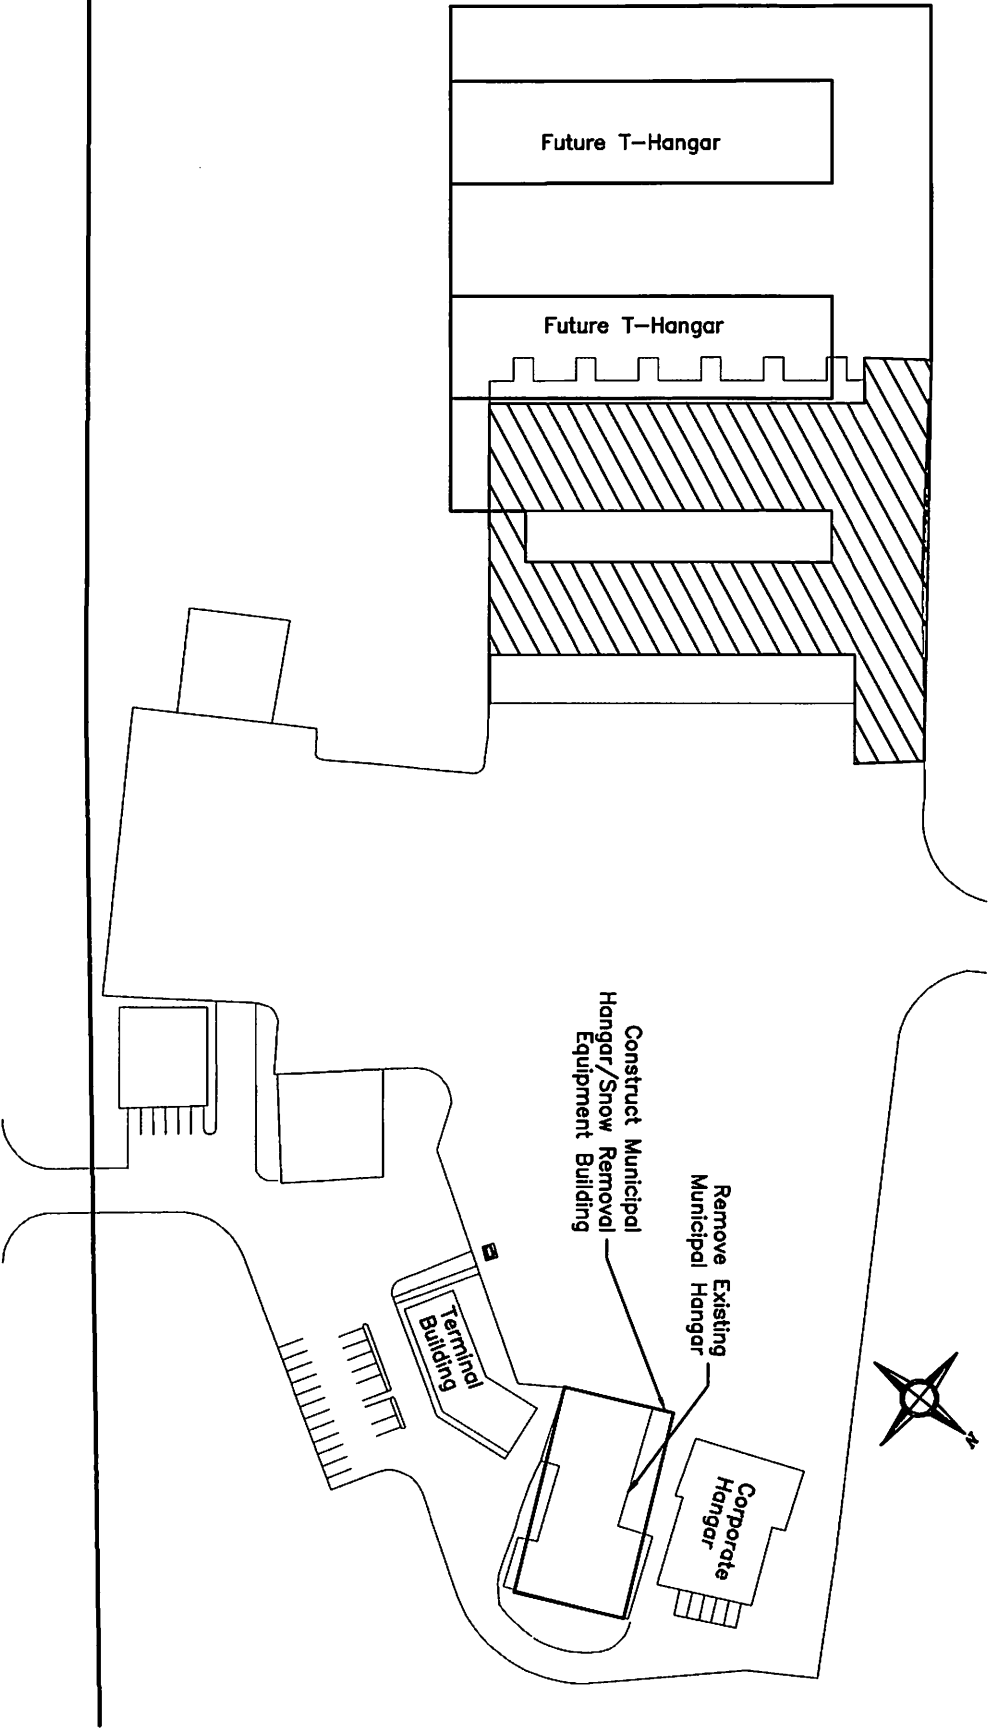 Future T-Hangar
Future T-Hangar
Construct Municipal
Hangar/Snow Removal
Equipment Building
Remove Existing
Municipal Hangar
Terminal
Building
Corporate
Hangar
N